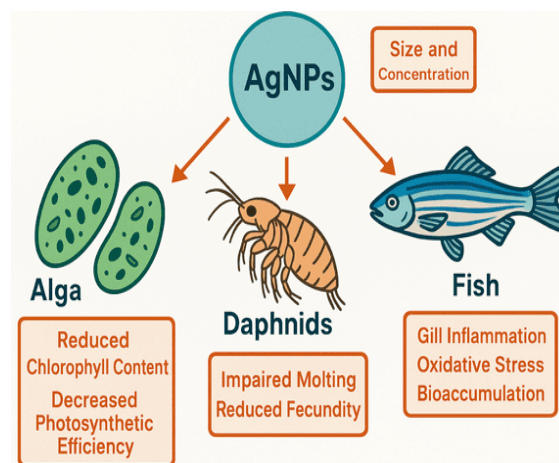 AgNPs
Size and
Concentration
Alga
Daphnids
Fish
Reduced
Chlorophyll Content
Decreased
Photosynthetic
Efficiency
Impaired Molting
Reduced Fecundity
Gill Inflammation
Oxidative Stress
Bioaccumulation